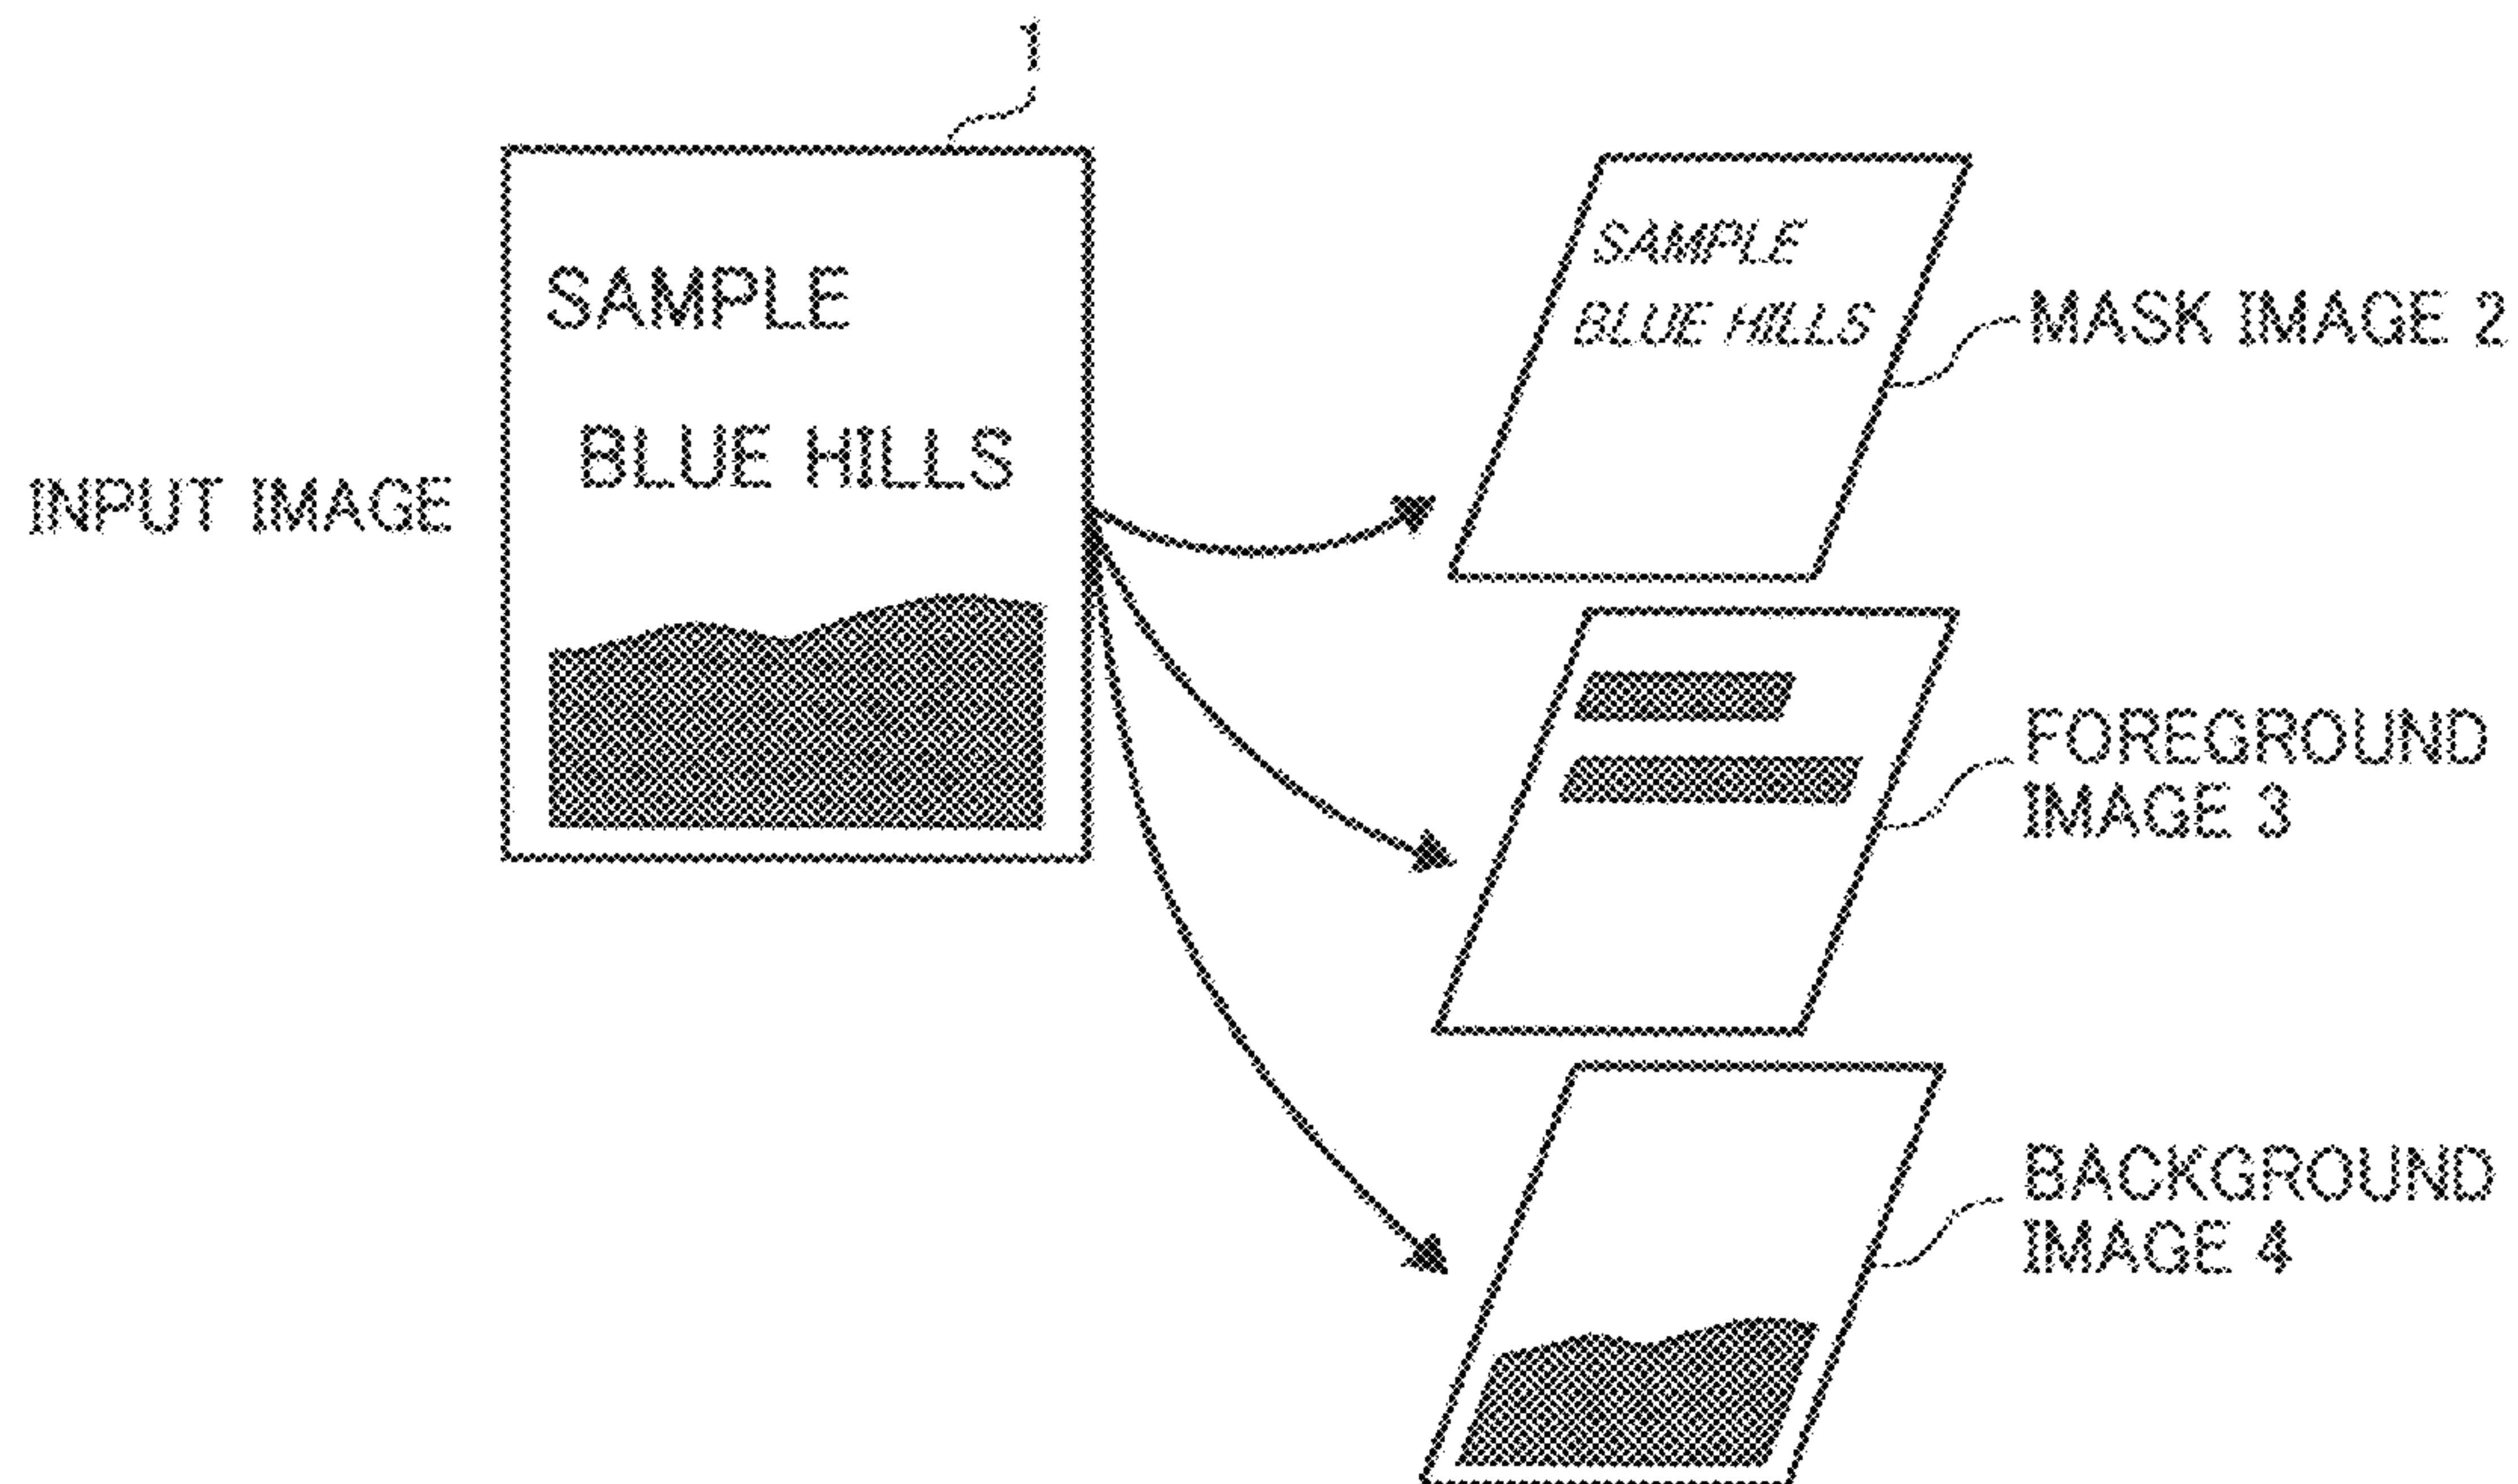 1
INPUT IMAGE
SAMPLE
BLUE HILLS
SAMPLE
BLUE HILLS
MASK IMAGE 2
FOREGROUND
IMAGE 3
BACKGROUND
IMAGE 4